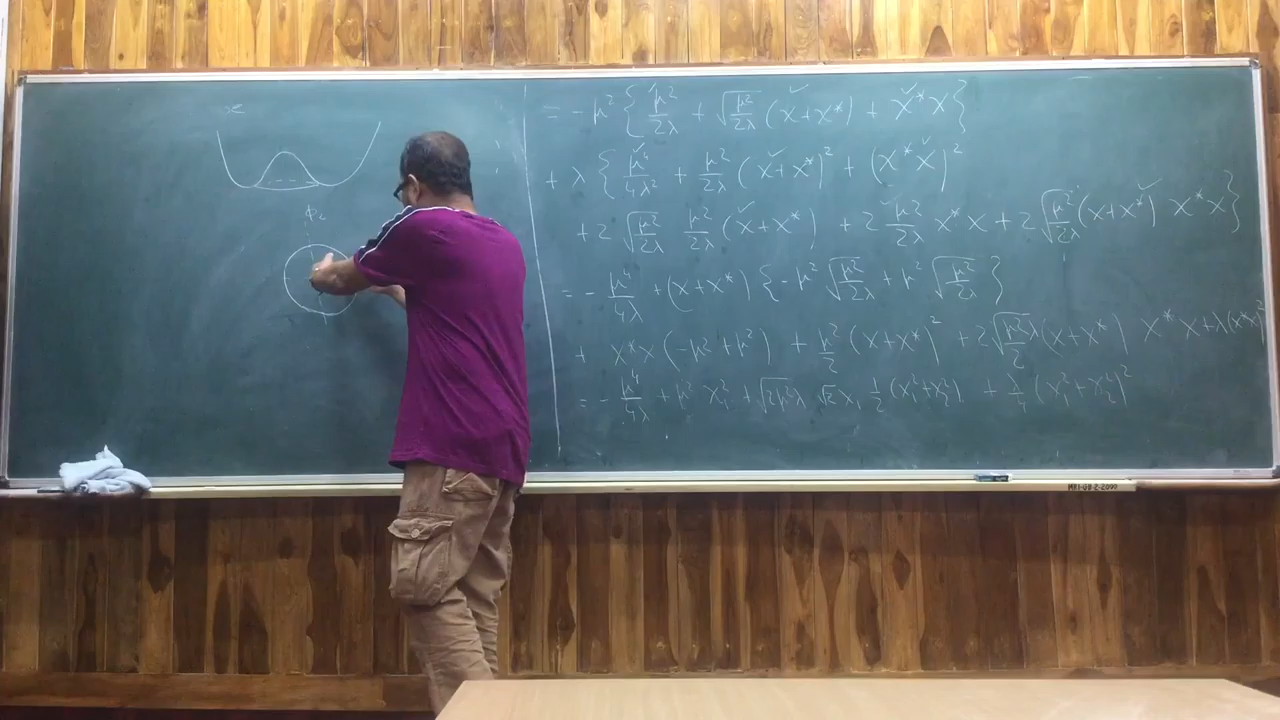 φ₂
= -μ² { μ²/2λ + √(μ²/2λ) (χ+χ*) + χ*χ }
+ λ { μ⁴/4λ² + μ²/2λ (χ+χ*)² + (χ*χ)²
+ 2 √(μ²/2λ) μ²/2λ (χ+χ*) + 2 μ²/2λ χ*χ + 2 √(μ²/2λ) (χ+χ*) χ*χ }
= - μ⁴/4λ + (χ+χ*) { -μ² √(μ²/2λ) + μ² √(μ²/2λ) }
+ χ*χ (-μ²+μ²) + μ²/2 (χ+χ*)² + 2√(μ²/2) λ(χ+χ*) χ*χ + λ(χ*χ)²
= - μ⁴/4λ + μ² χ₁² + √(2μ²λ) √2 χ₁ 1/2 (χ₁²+χ₂²) + λ/4 (χ₁²+χ₂²)²